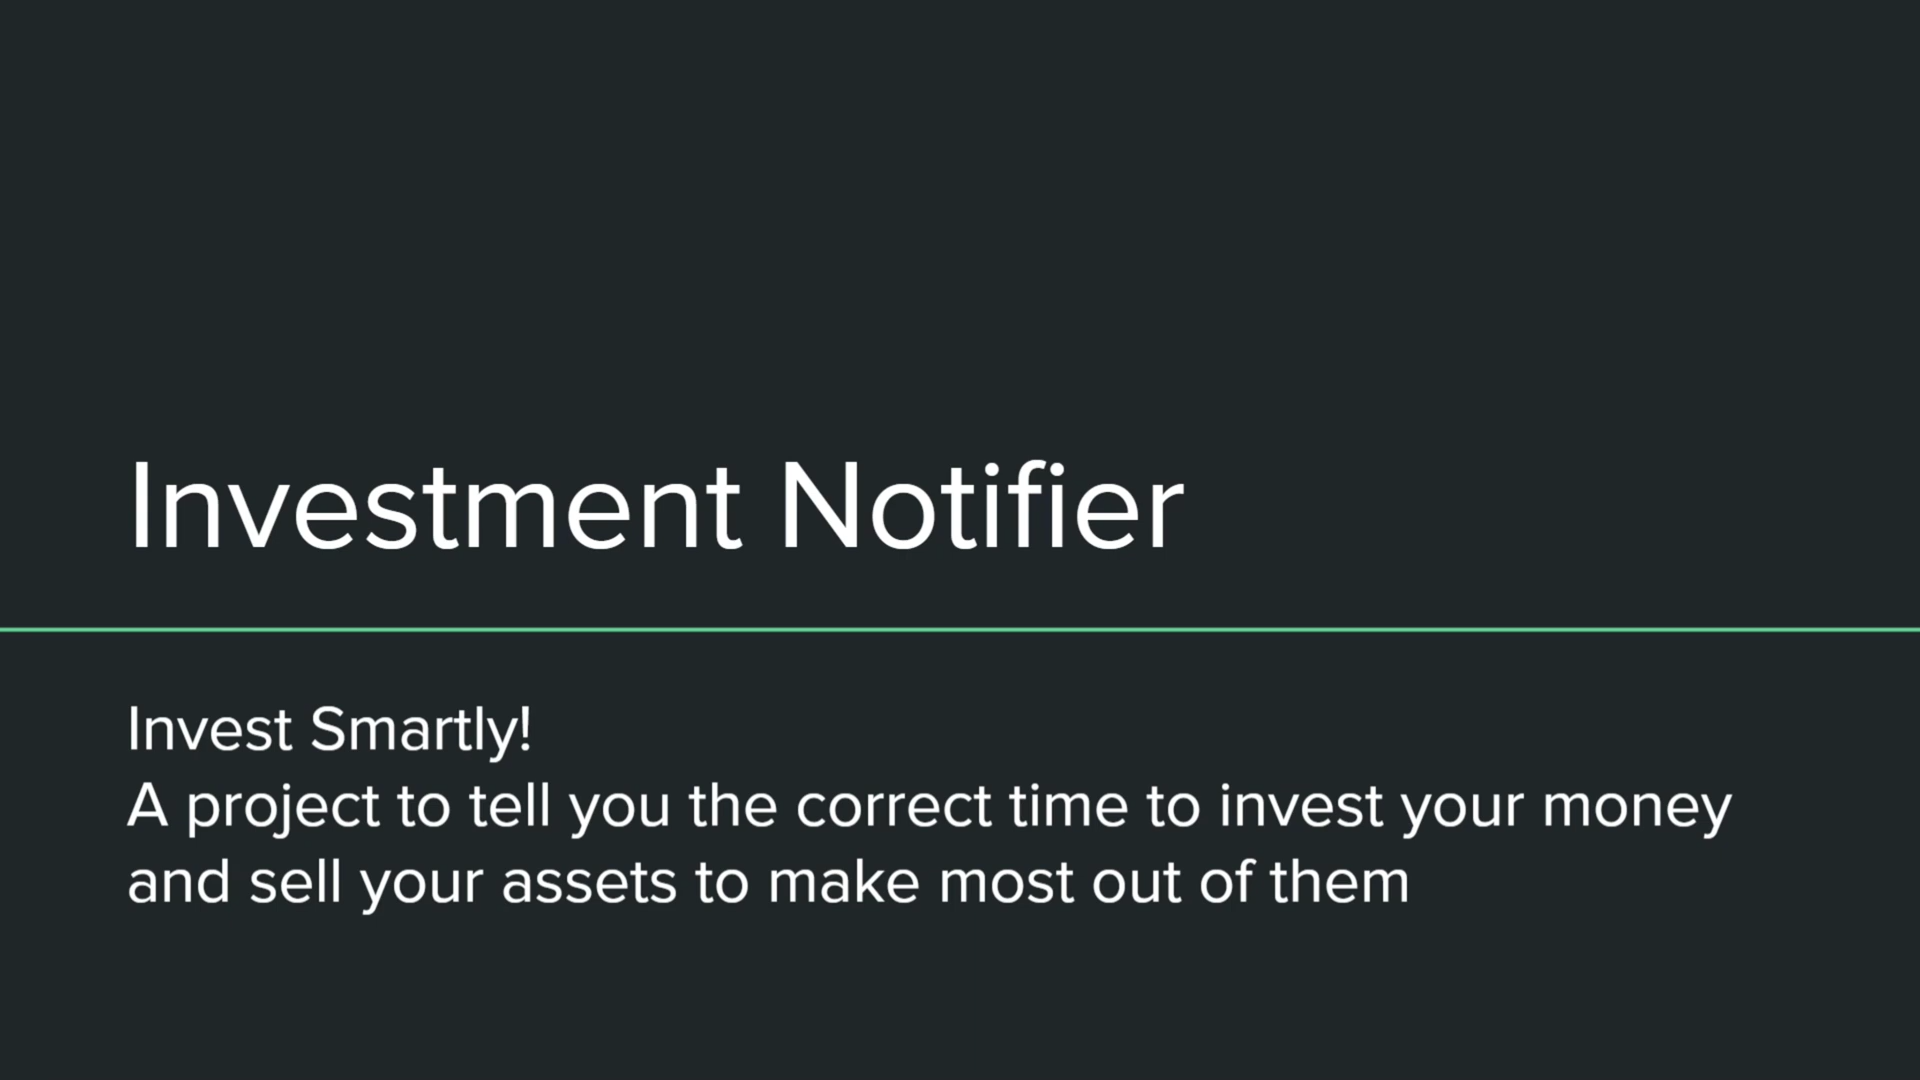 Investment Notifier
Invest Smartly!
A project to tell you the correct time to invest your money
and sell your assets to make most out of them